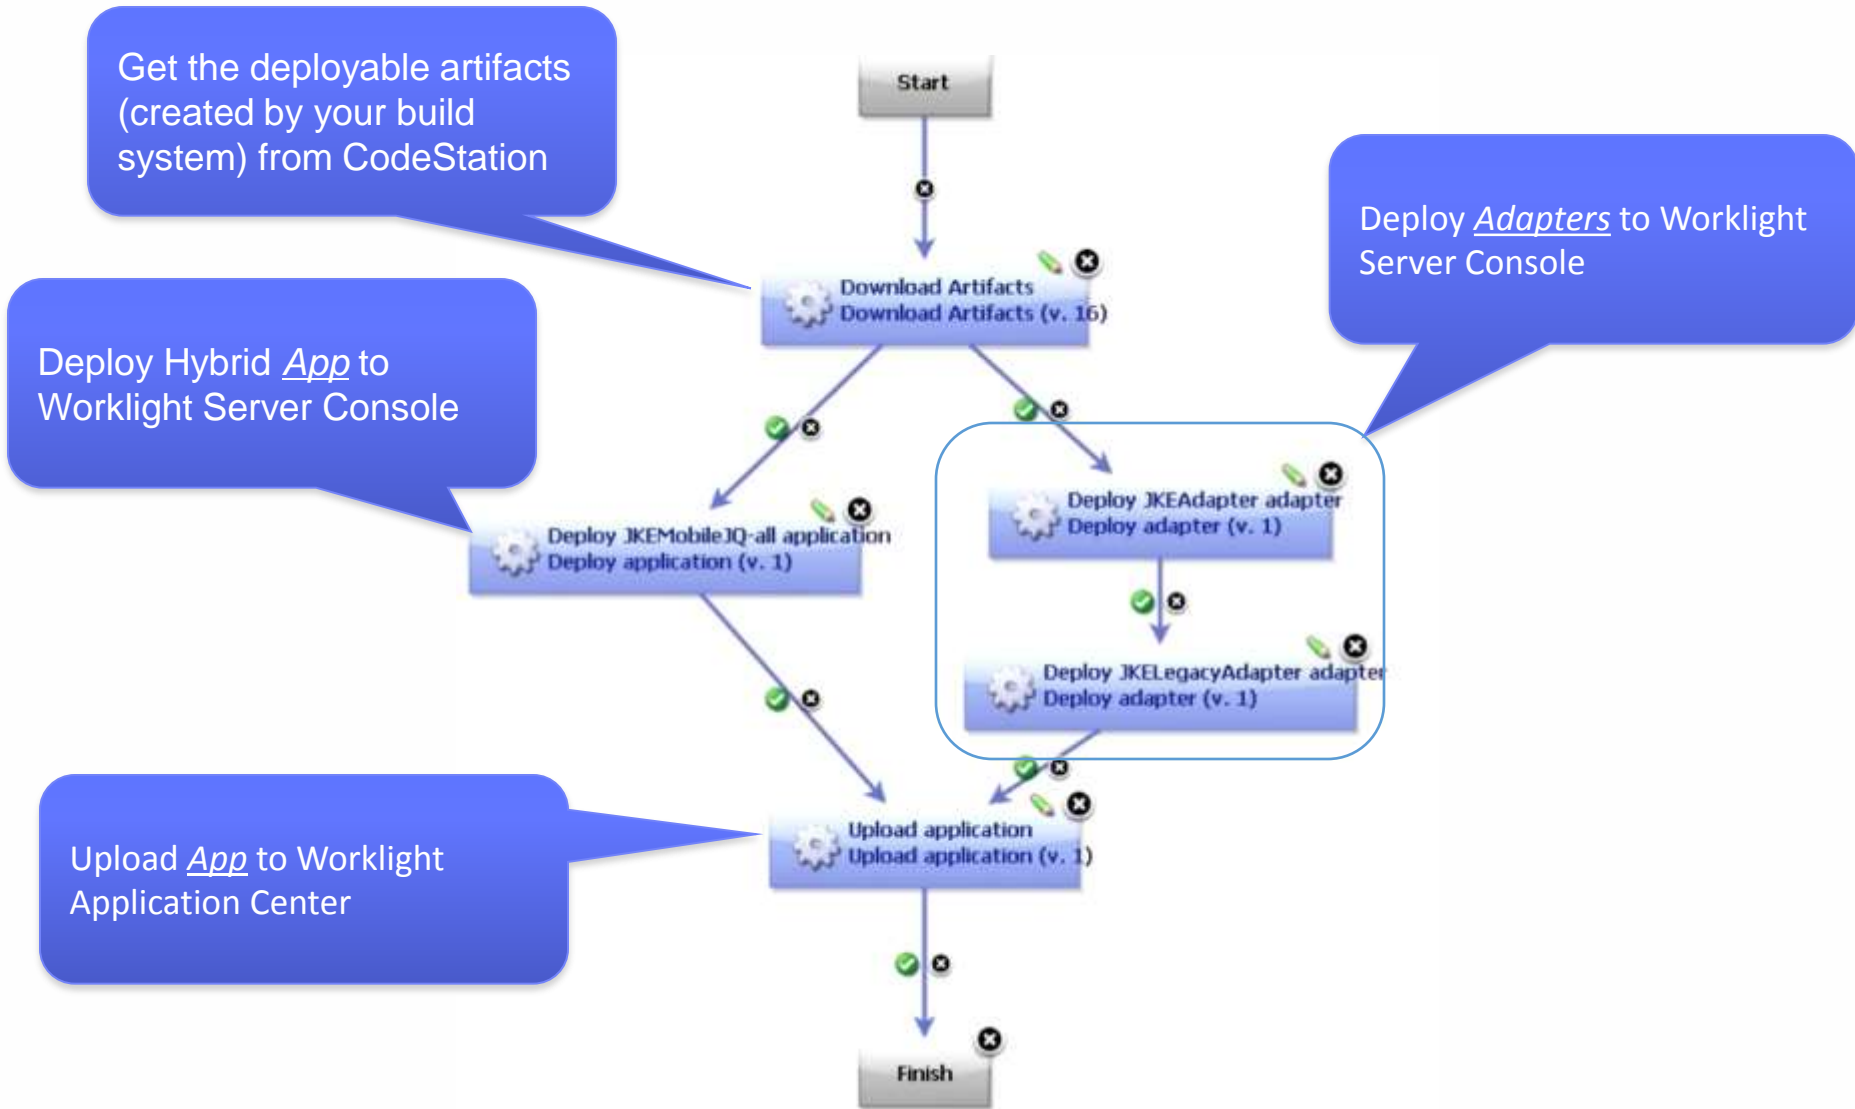 Get the deployable artifacts
(created by your build
system) from CodeStation
Start
Deploy Adapters to Worklight
Server Console
Download Artifacts
Download Artifacts (v. 16)
Deploy Hybrid App to
Worklight Server Console
Deploy JKEAdapter adapter
Deploy adapter (v. 1)
Deploy JKEMobileJQ-all application
Deploy application (v. 1)
Deploy JKELegacyAdapter adapter
Deploy adapter (v. 1)
Upload App to Worklight
Application Center
Upload application
Upload application (v. 1)
Finish